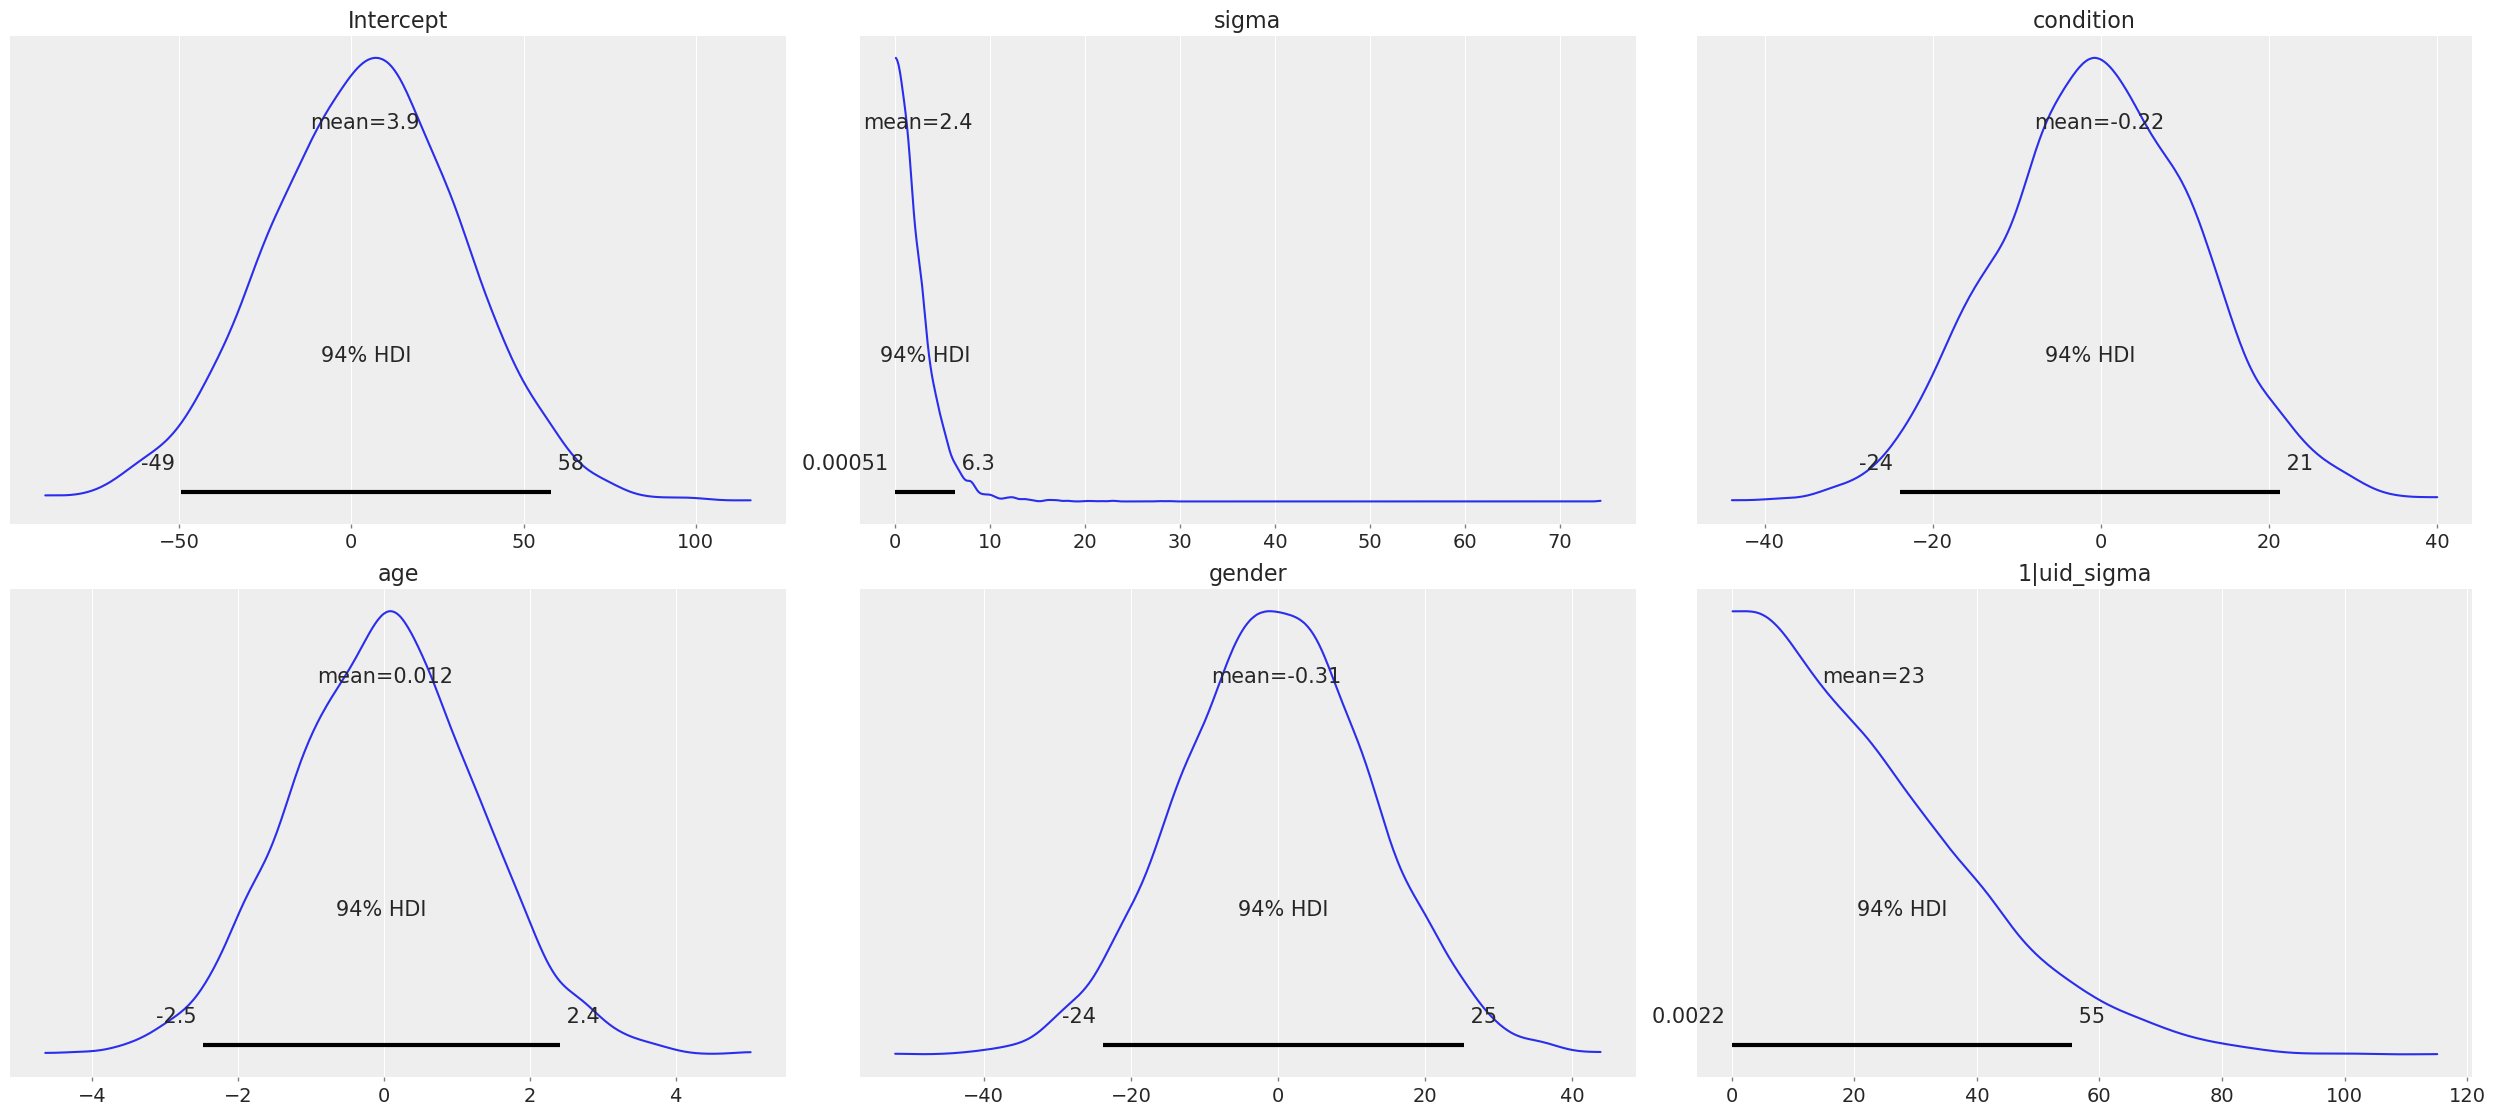 Intercept
mean=3.9
94% HDI
-49 58
−50 0 50 100
sigma
mean=2.4
94% HDI
0.00051 6.3
0 10 20 30 40 50 60 70
condition
mean=-0.22
94% HDI
-24 21
−40 −20 0 20 40
age
mean=0.012
94% HDI
-2.5 2.4
−4 −2 0 2 4
gender
mean=-0.31
94% HDI
-24 25
−40 −20 0 20 40
1|uid_sigma
mean=23
94% HDI
0.0022 55
0 20 40 60 80 100 120